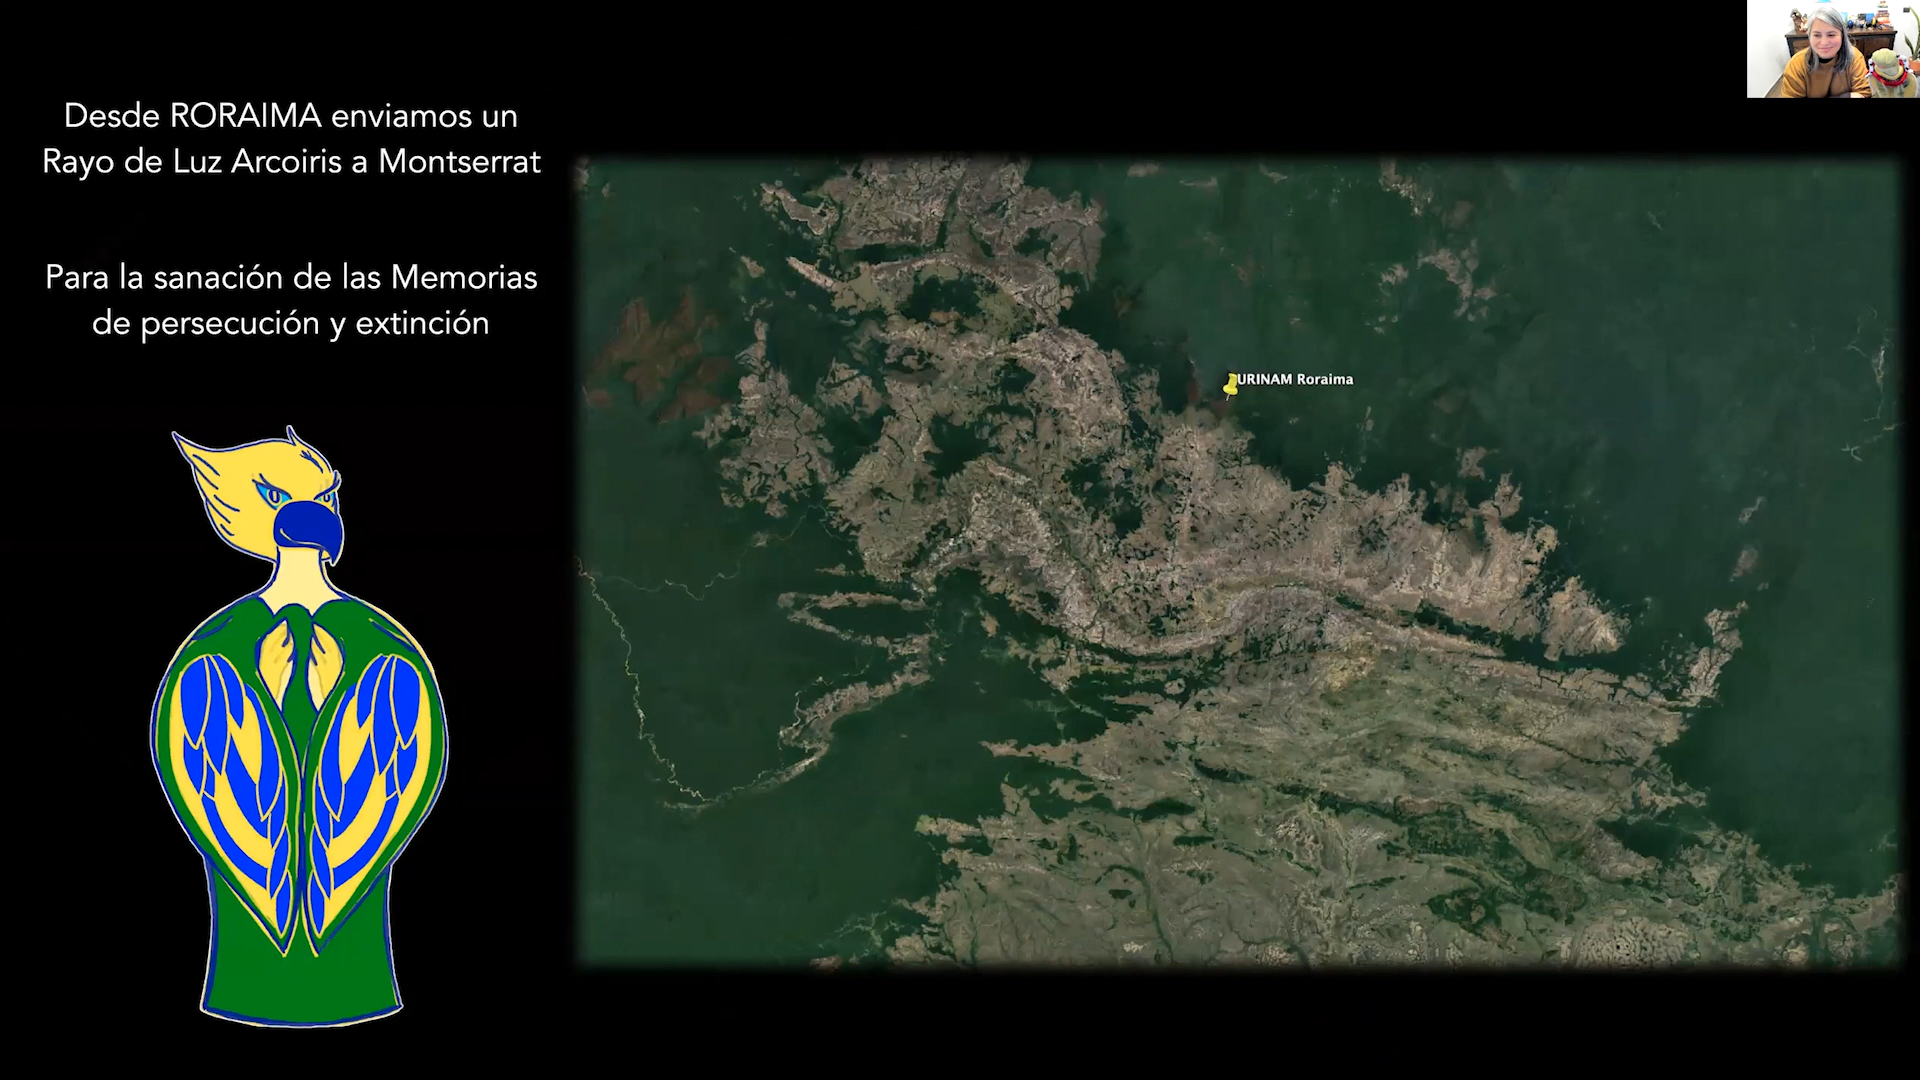 Desde RORAIMA enviamos un
Rayo de Luz Arcoiris a Montserrat
Para la sanación de las Memorias
de persecución y extinción
URINAM Roraima